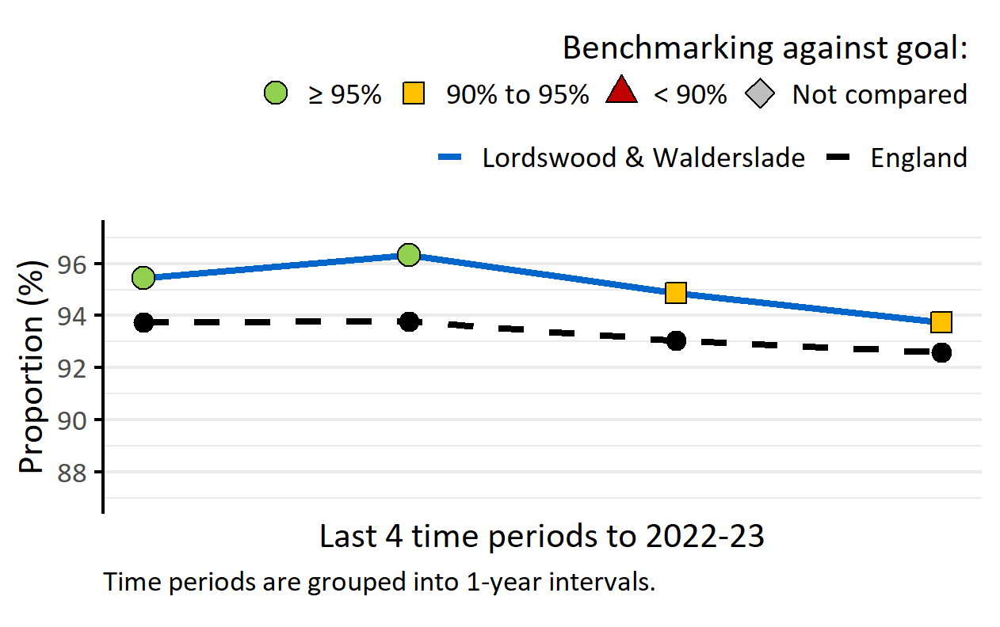 Benchmarking against goal:
≥ 95% 90% to 95% < 90% Not compared
Lordswood & Walderslade England
Proportion (%)
96
94
92
90
88
Last 4 time periods to 2022-23
Time periods are grouped into 1-year intervals.